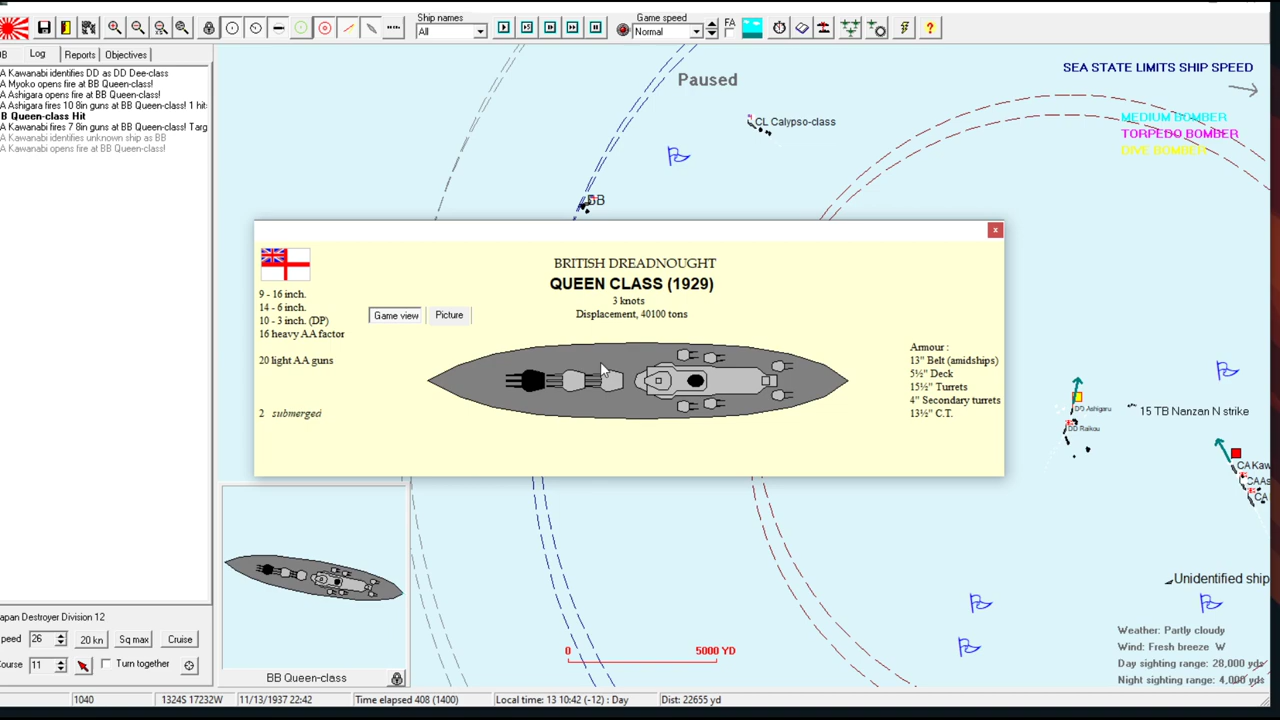 Ship names
All
Game speed
Normal
FA
DB
Log
Reports
Objectives
A Kawanabi identifies DD as DD Dee-class
A Myoko opens fire at BB Queen-class!
A Ashigara opens fire at BB Queen-class!
A Ashigara fires 10 8in guns at BB Queen-class! 1 hit:
B Queen-class Hit
A Kawanabi fires 7 8in guns at BB Queen-class! Targ
A Kawanabi identifies unknown ship as BB
A Kawanabi opens fire at BB Queen-class!
Paused
SEA STATE LIMITS SHIP SPEED
MEDIUM BOMBER
TORPEDO BOMBER
DIVE BOMBER
CL Calypso-class
BB
BRITISH DREADNOUGHT
QUEEN CLASS (1929)
3 knots
Displacement, 40100 tons
9 - 16 inch.
14 - 6 inch.
10 - 3 inch. (DP)
16 heavy AA factor
20 light AA guns
2 submerged
Game view
Picture
Armour :
13" Belt (amidships)
5½" Deck
15½" Turrets
4" Secondary turrets
13½" C.T.
DD Ashigaru
DD Raikou
15 TB Nanzan N strike
CA Kaw
CA As
CA
Unidentified ship
BB Queen-class
0 5000 YD
Weather: Partly cloudy
Wind: Fresh breeze W
Day sighting range: 28,000 yds
Night sighting range: 4,000 yds
apan Destroyer Division 12
peed 26 20 kn Sq max Cruise
Course 11 Turn together
1040 1324S 17232W 11/13/1937 22:42 Time elapsed 408 (1400) Local time: 13 10:42 (-12) : Day Dist: 22655 yd